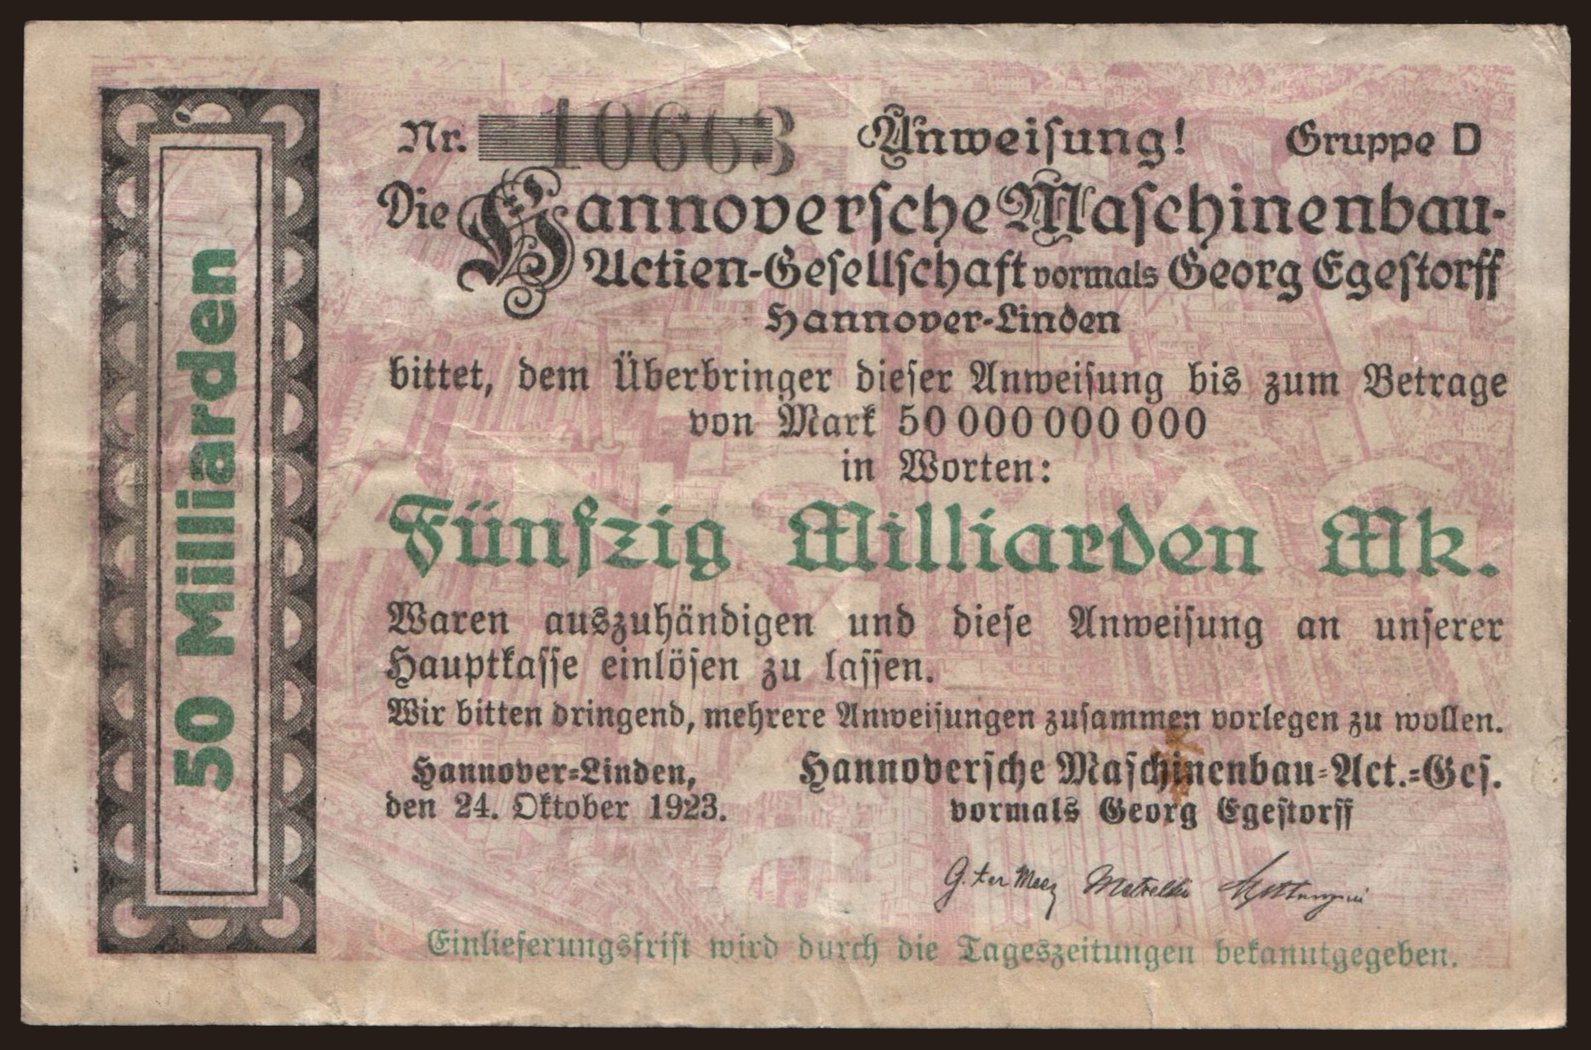 50 Milliarden
Nr. 10663 Anweisung! Gruppe D
Die Hannoversche Maschinenbau-
Actien-Gesellschaft vormals Georg Egestorff
Hannover-Linden
bittet, dem Überbringer dieser Anweisung bis zum Betrage
von Mark 50 000 000 000
in Worten:
Fünfzig Milliarden Mk.
Waren auszuhändigen und diese Anweisung an unserer
Hauptkasse einlösen zu lassen.
Wir bitten dringend, mehrere Anweisungen zusammen vorlegen zu wollen.
Hannover-Linden, Hannoversche Maschinenbau-Act.-Ges.
den 24. Oktober 1923. vormals Georg Egestorff
G. ter Meer
Einlieferungsfrist wird durch die Tageszeitungen bekanntgegeben.